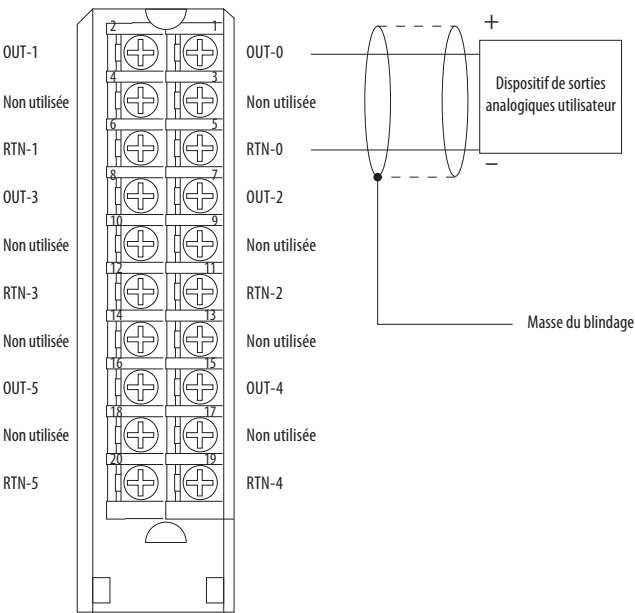 +
2 1
OUT-1 OUT-0
Dispositif de sorties
analogiques utilisateur
4 3
Non utilisée Non utilisée
6 5
RTN-1 RTN-0
−
8 7
OUT-3 OUT-2
10 9
Non utilisée Non utilisée
12 11
RTN-3 RTN-2
14 13
Masse du blindage
Non utilisée Non utilisée
16 15
OUT-5 OUT-4
18 17
Non utilisée Non utilisée
20 19
RTN-5 RTN-4